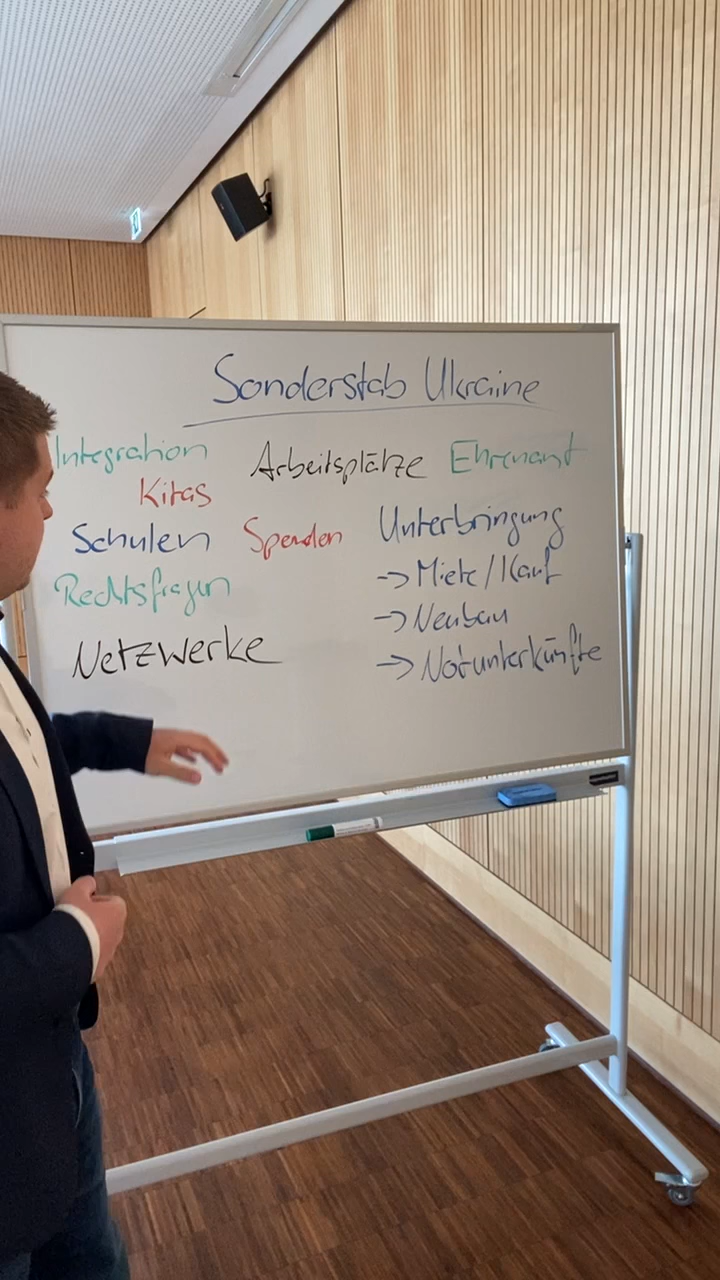 Sonderstab Ukraine
Integration Arbeitsplätze Ehrenamt
Kitas
Schulen Spenden Unterbringung
Rechtsfragen -> Miete/Kauf
-> Neubau
Netzwerke -> Notunterkünfte